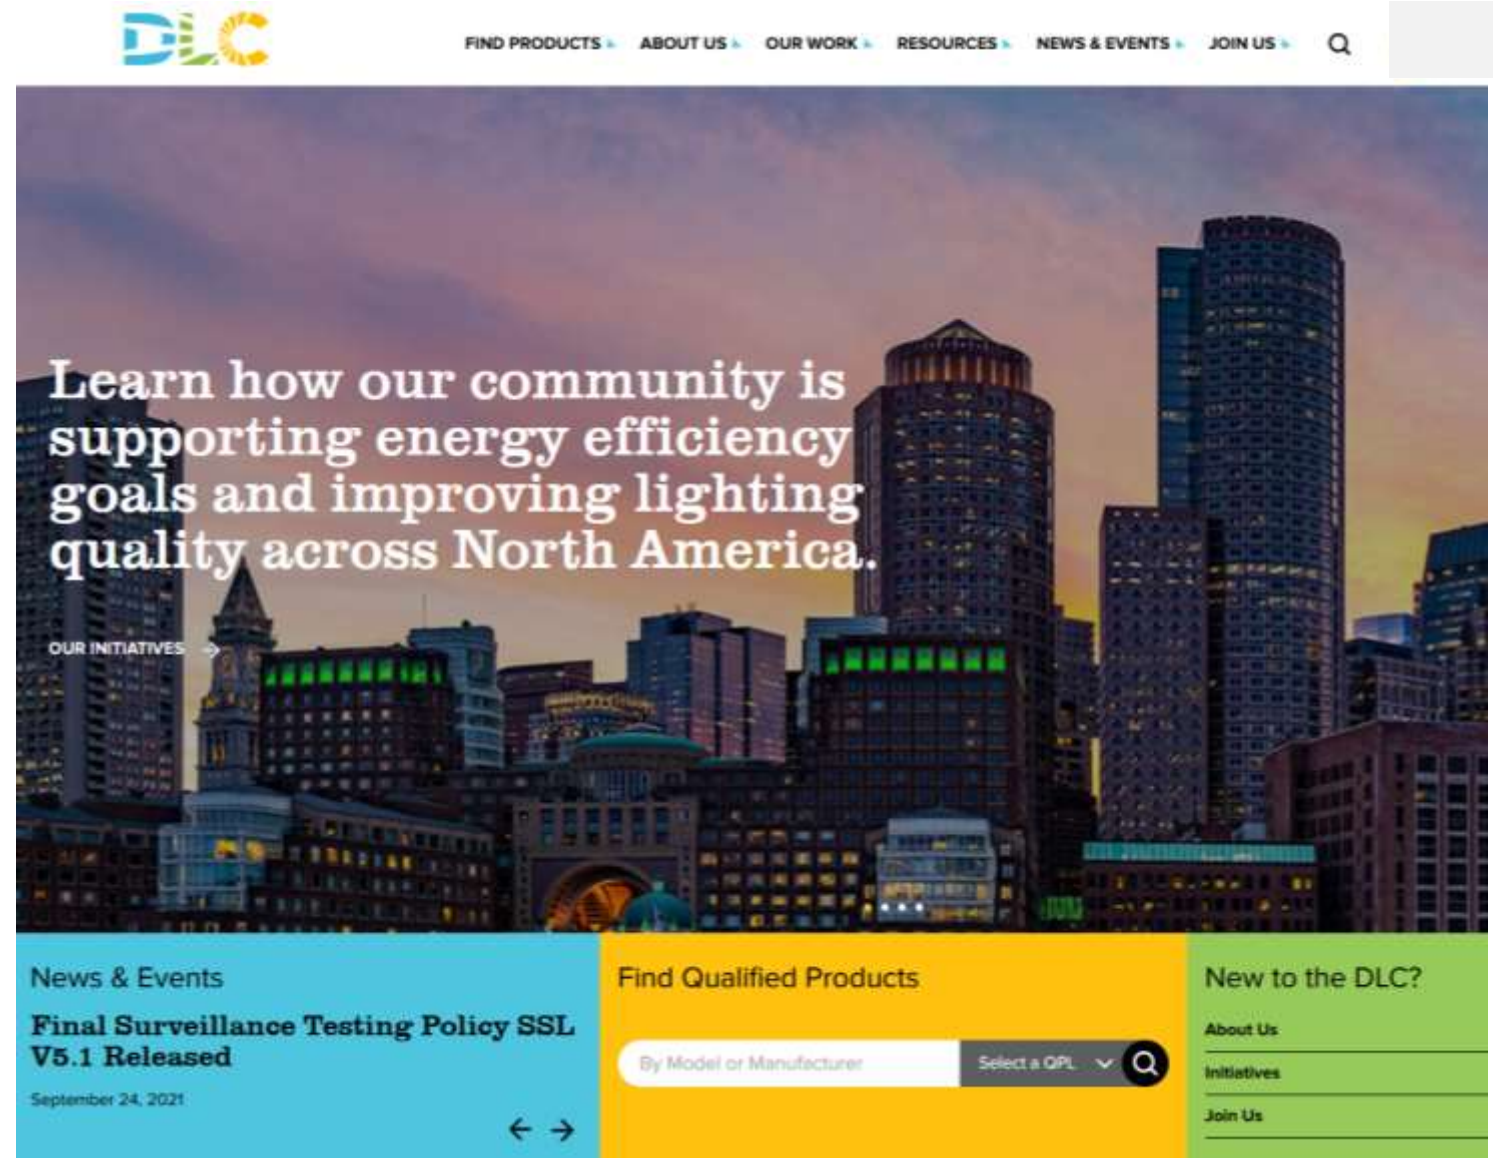 DLC
FIND PRODUCTS ABOUT US OUR WORK RESOURCES NEWS & EVENTS JOIN US
Learn how our community is
supporting energy efficiency
goals and improving lighting
quality across North America.
OUR INITIATIVES
News & Events
Final Surveillance Testing Policy SSL
V5.1 Released
September 24, 2021
Find Qualified Products
By Model or Manufacturer Select a QPL
New to the DLC?
About Us
Initiatives
Join Us